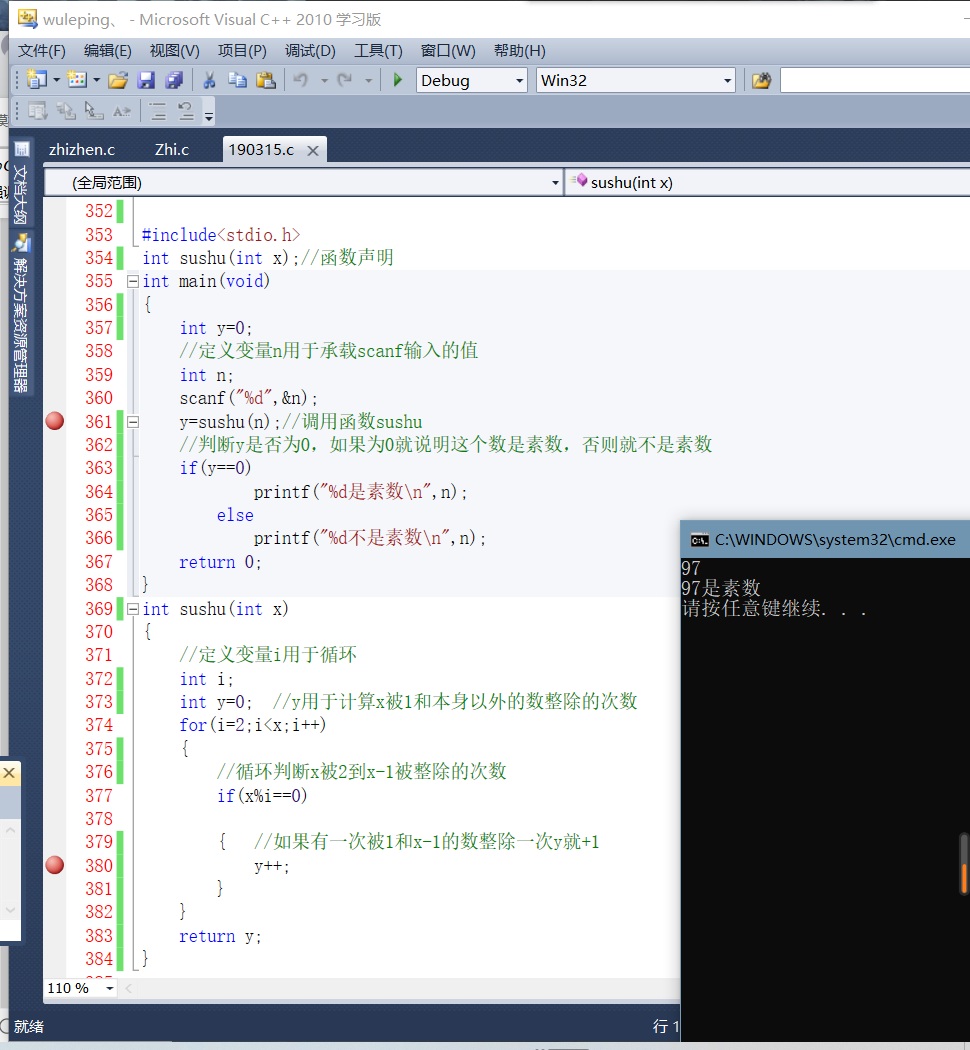 wuleping、 - Microsoft Visual C++ 2010 学习版
文件(F) 编辑(E) 视图(V) 项目(P) 调试(D) 工具(T) 窗口(W) 帮助(H)
Debug Win32
zhizhen.c Zhi.c 190315.c
(全局范围) sushu(int x)
文档大纲
解决方案资源管理器
352
353 #include<stdio.h>
354 int sushu(int x);//函数声明
355 int main(void)
356 {
357 int y=0;
358 //定义变量n用于承载scanf输入的值
359 int n;
360 scanf("%d",&n);
361 y=sushu(n);//调用函数sushu
362 //判断y是否为0，如果为0就说明这个数是素数，否则就不是素数
363 if(y==0)
364 printf("%d是素数\n",n);
365 else
366 printf("%d不是素数\n",n);
367 return 0;
368 }
369 int sushu(int x)
370 {
371 //定义变量i用于循环
372 int i;
373 int y=0; //y用于计算x被1和本身以外的数整除的次数
374 for(i=2;i<x;i++)
375 {
376 //循环判断x被2到x-1被整除的次数
377 if(x%i==0)
378
379 { //如果有一次被1和x-1的数整除一次y就+1
380 y++;
381 }
382 }
383 return y;
384 }
110 %
就绪 行 1
C:\WINDOWS\system32\cmd.exe
97
97是素数
请按任意键继续. . .